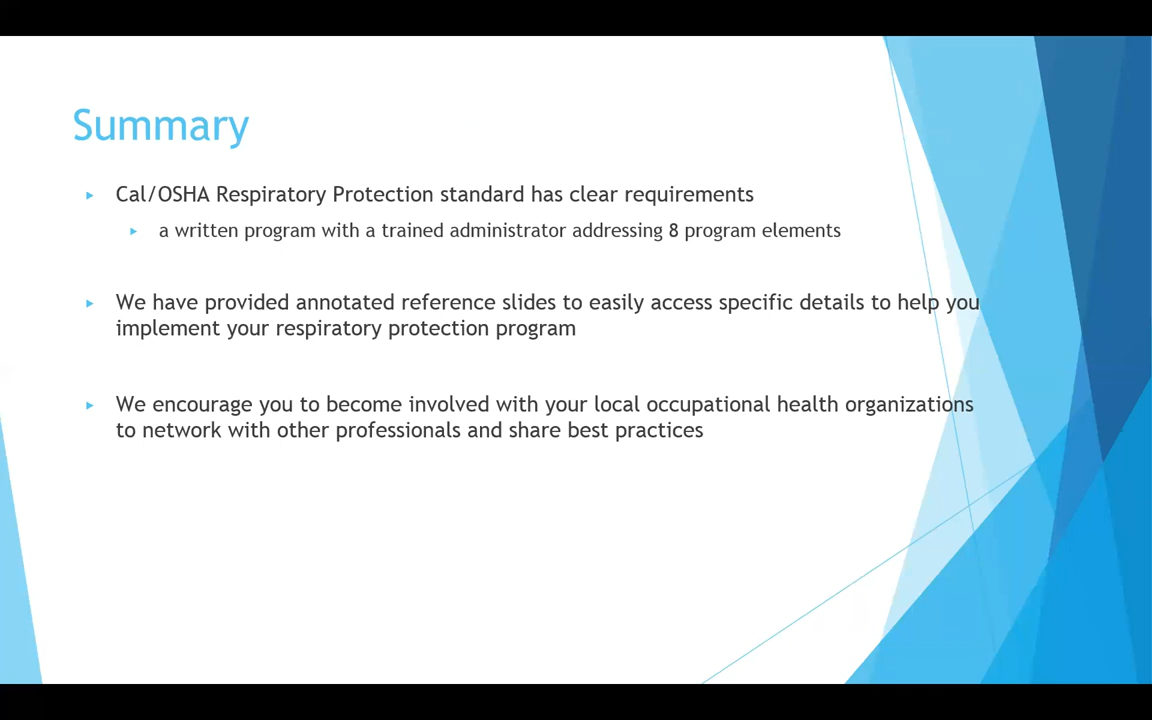 Summary
Cal/OSHA Respiratory Protection standard has clear requirements
a written program with a trained administrator addressing 8 program elements
We have provided annotated reference slides to easily access specific details to help you
implement your respiratory protection program
We encourage you to become involved with your local occupational health organizations
to network with other professionals and share best practices